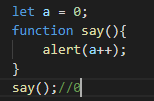 let a = 0;
function say(){
    alert(a++);
}
say();//0